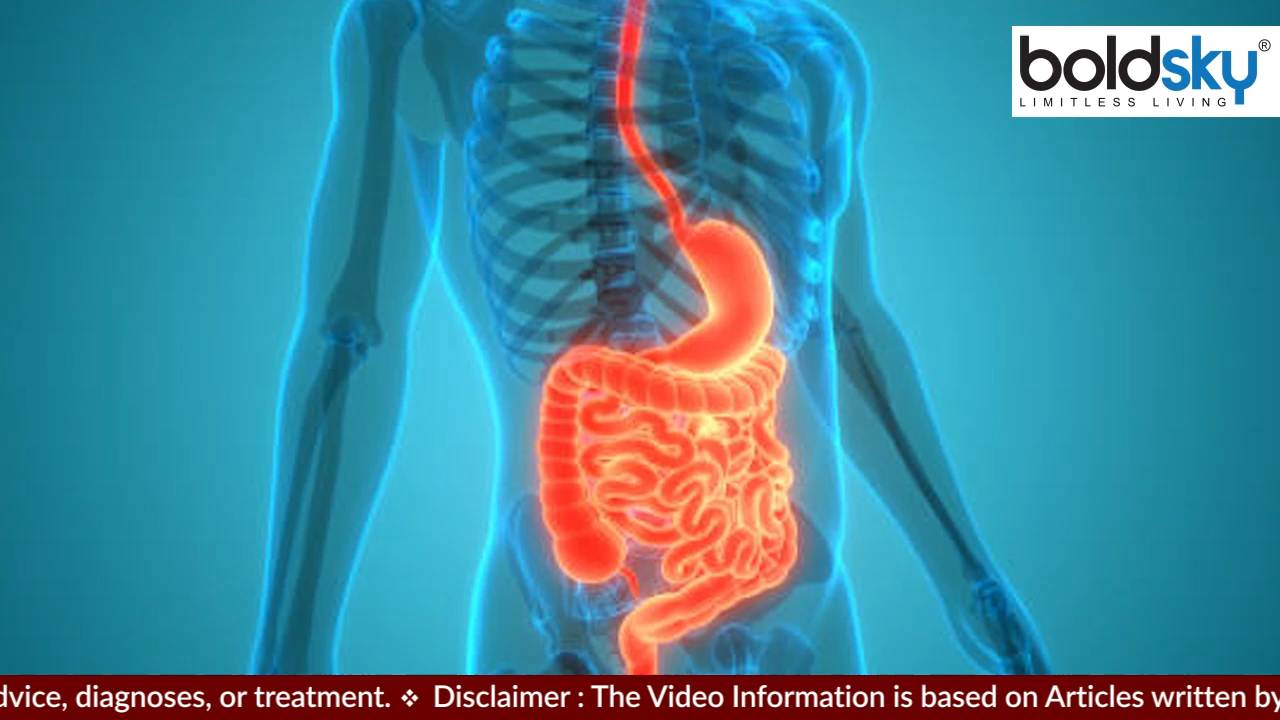 boldsky®
LIMITLESS LIVING
dvice, diagnoses, or treatment. ❖ Disclaimer : The Video Information is based on Articles written by